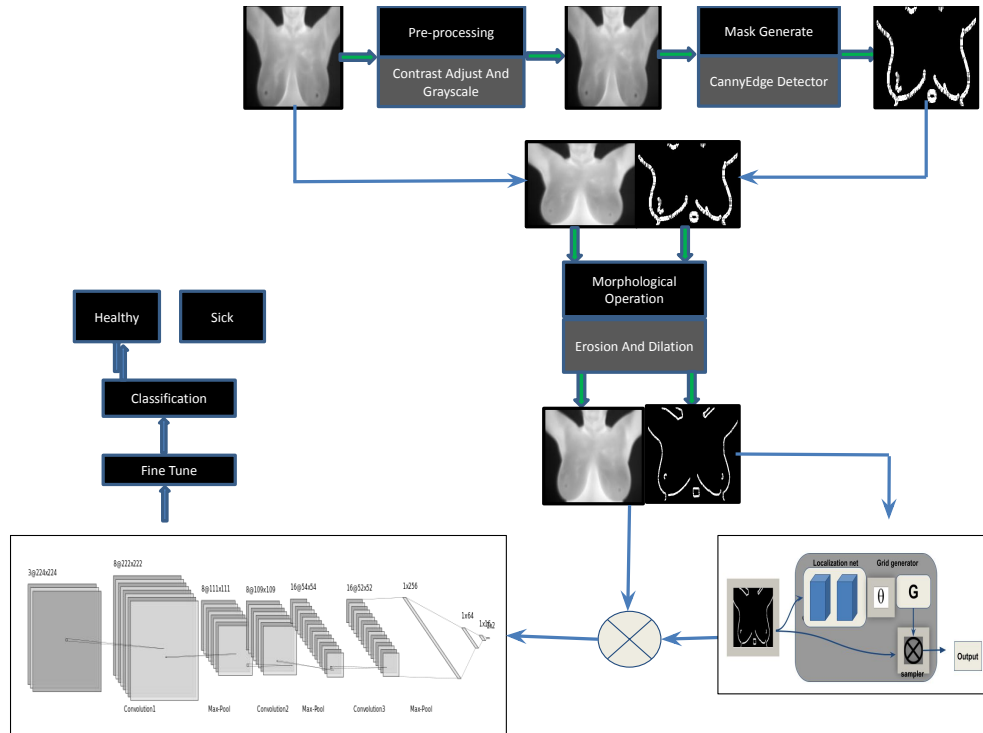 Pre-processing
Contrast Adjust And
Grayscale
Mask Generate
CannyEdge Detector
Morphological
Operation
Erosion And Dilation
Healthy
Sick
Classification
Fine Tune
3@224x224
8@222x222
8@111x111
8@109x109
16@54x54
16@52x52
1x256
1x64
Convolution1
Max-Pool
Convolution2
Max-Pool
Convolution3
Max-Pool
Localization net
Grid generator
θ
G
sampler
Output